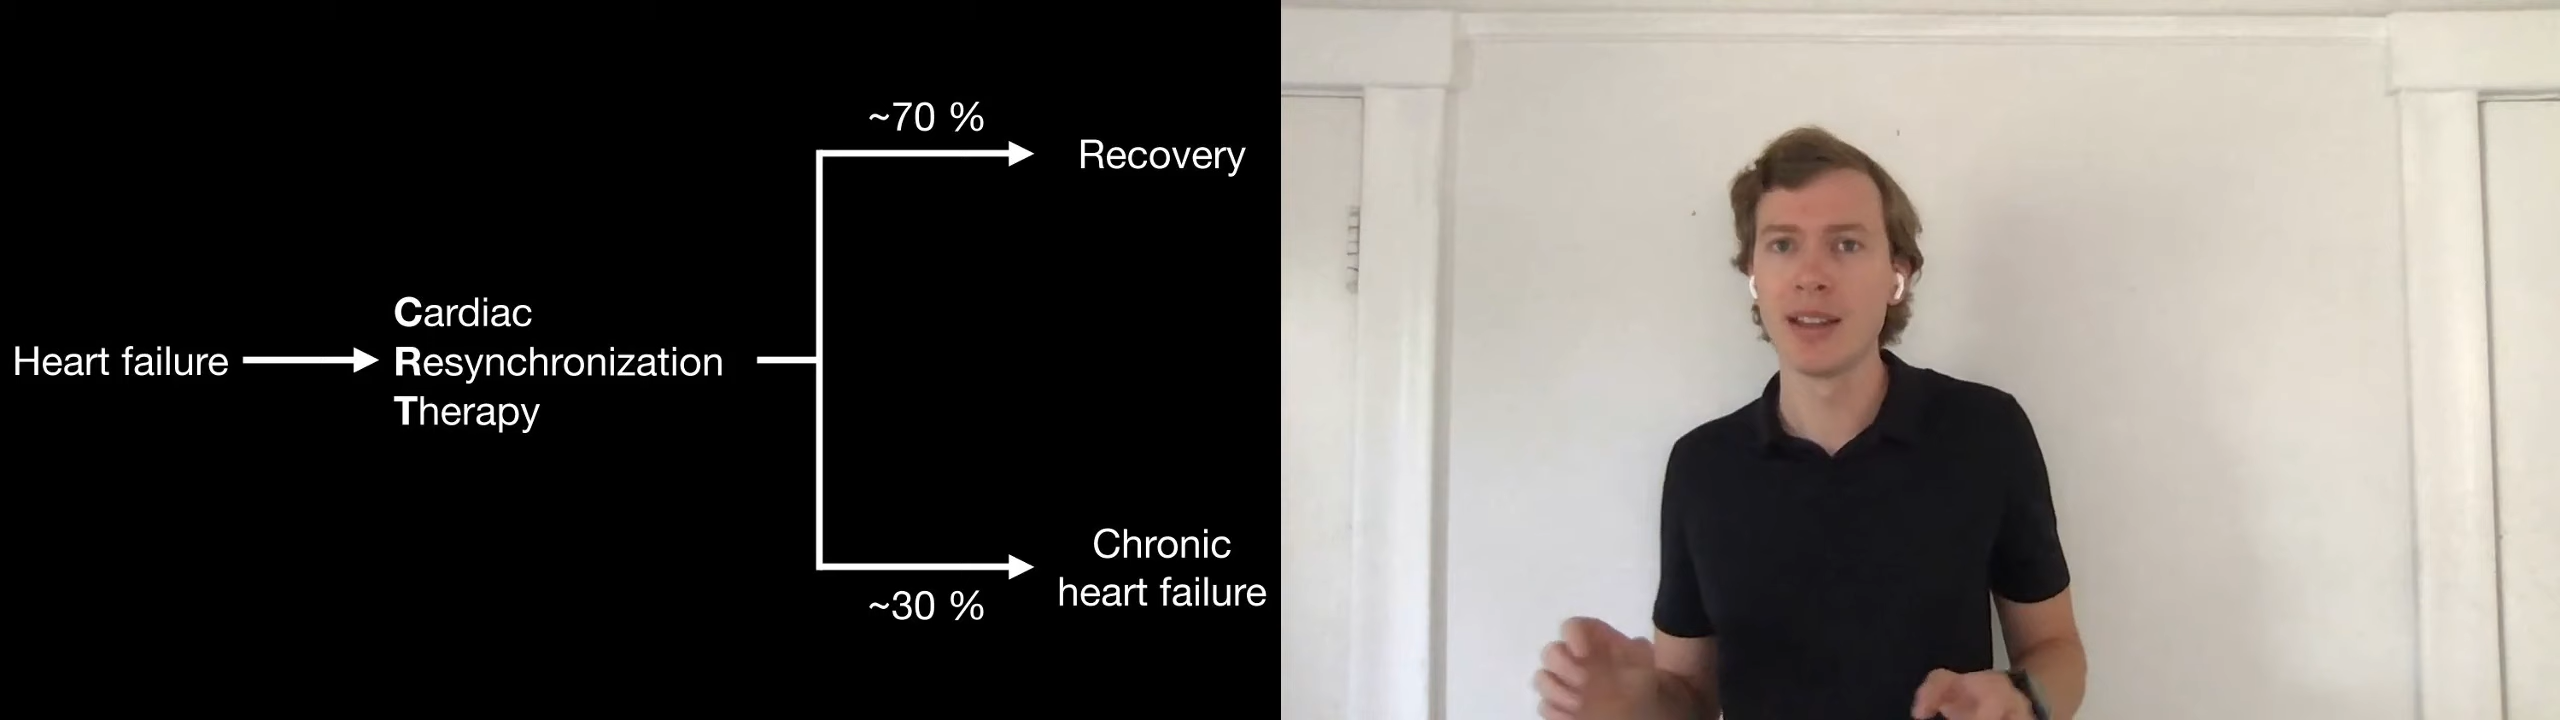 ~70 %
Recovery
Heart failure
Cardiac
Resynchronization
Therapy
Chronic
heart failure
~30 %